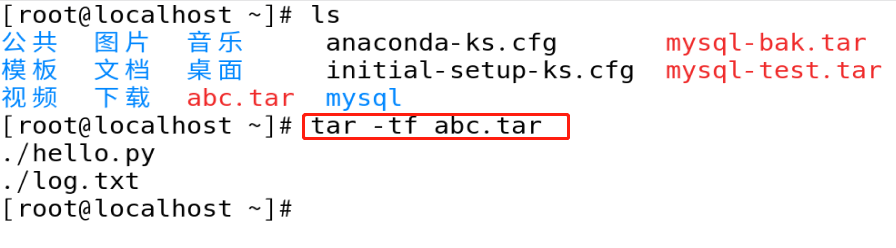 [root@localhost ~]# ls
公共 图片 音乐 anaconda-ks.cfg mysql-bak.tar
模板 文档 桌面 initial-setup-ks.cfg mysql-test.tar
视频 下载 abc.tar mysql
[root@localhost ~]# tar -tf abc.tar
./hello.py
./log.txt
[root@localhost ~]#